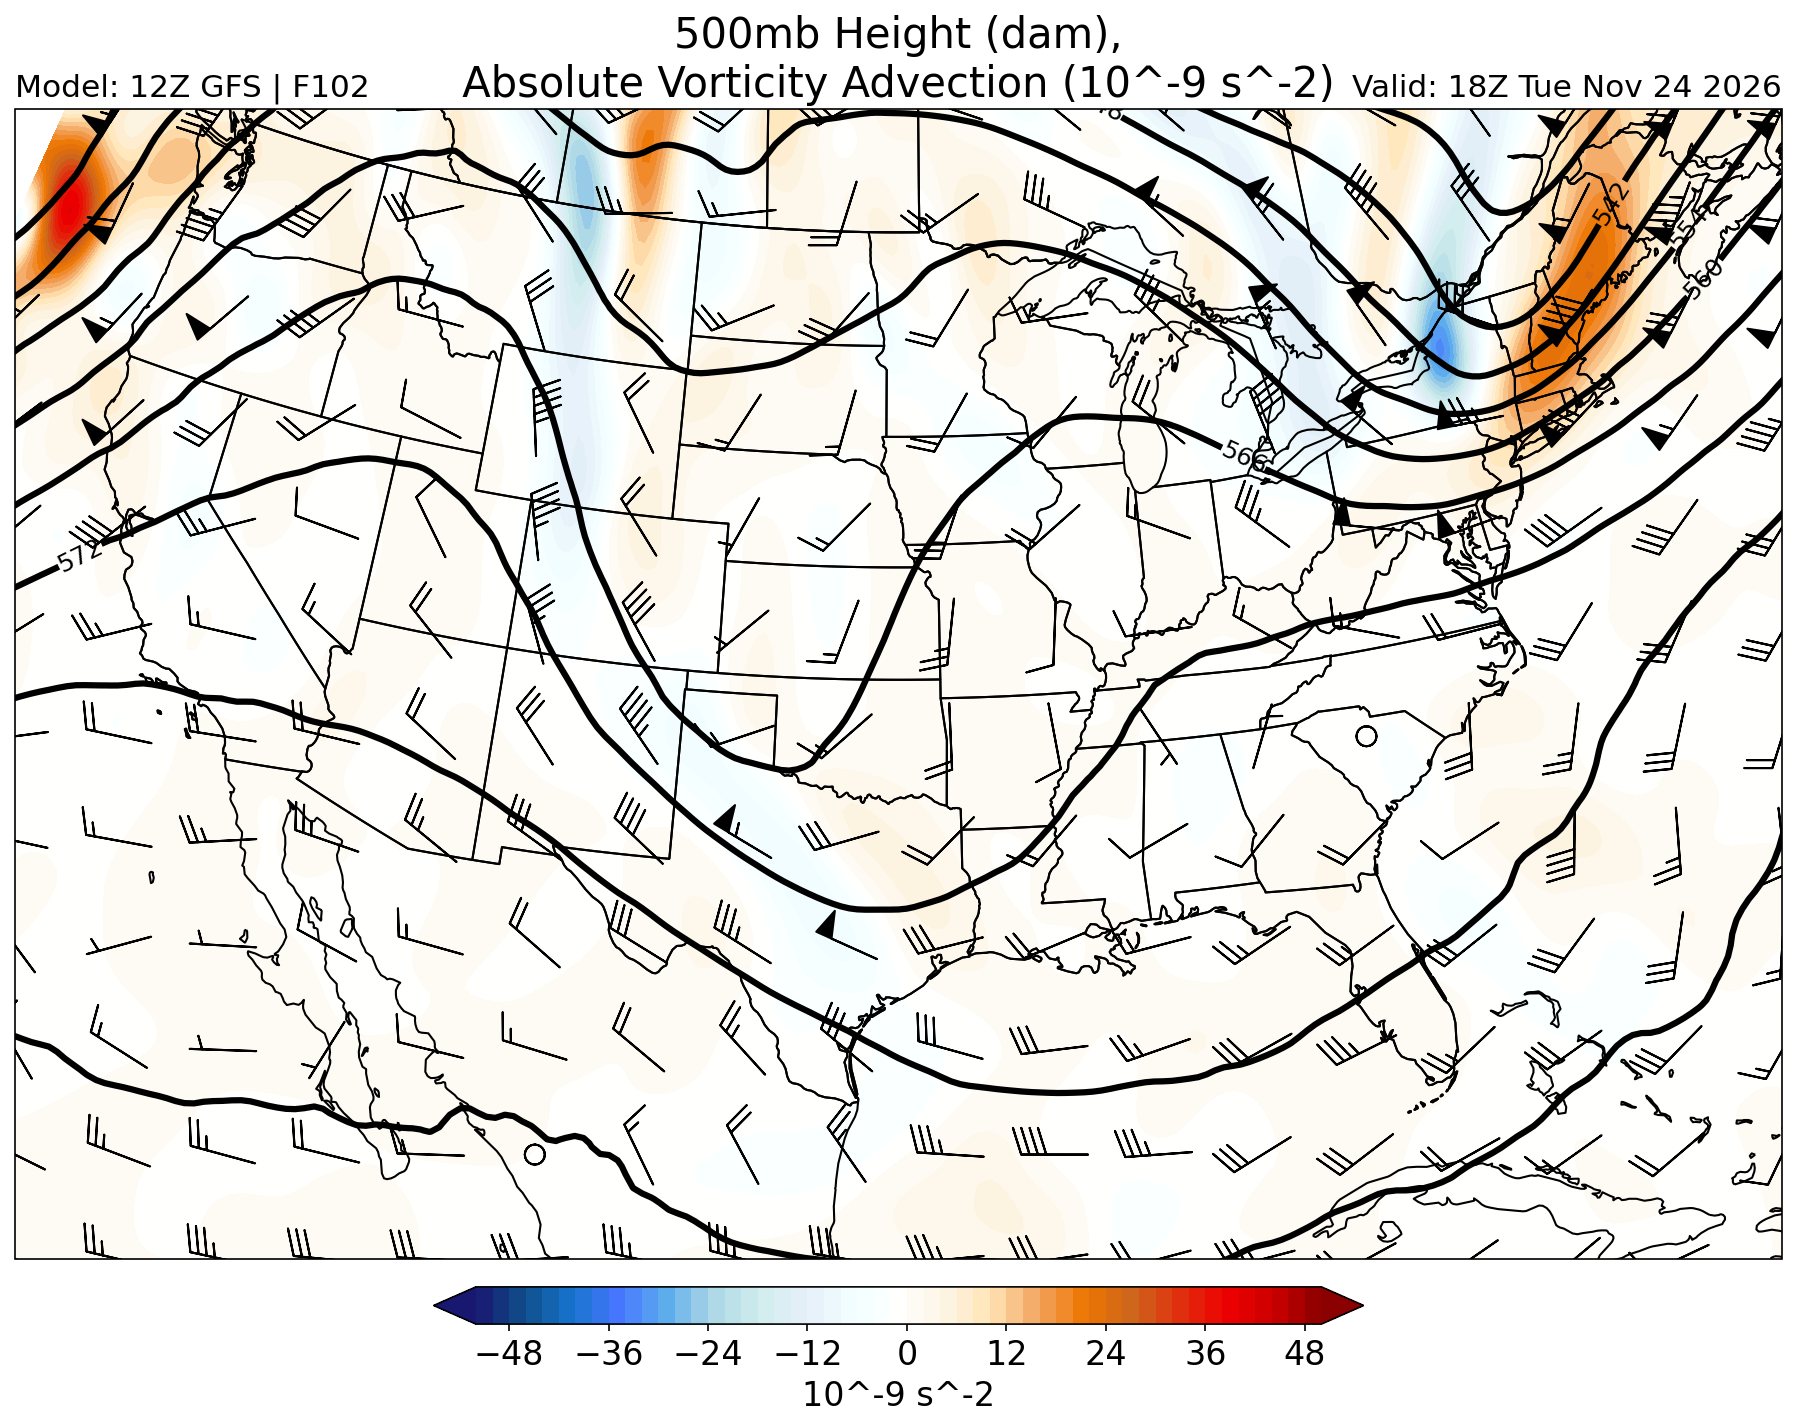 500mb Height (dam),
Model: 12Z GFS | F102
Absolute Vorticity Advection (10^-9 s^-2)
Valid: 18Z Tue Nov 24 2026
542
554
560
566
572
−48 −36 −24 −12 0 12 24 36 48
10^-9 s^-2